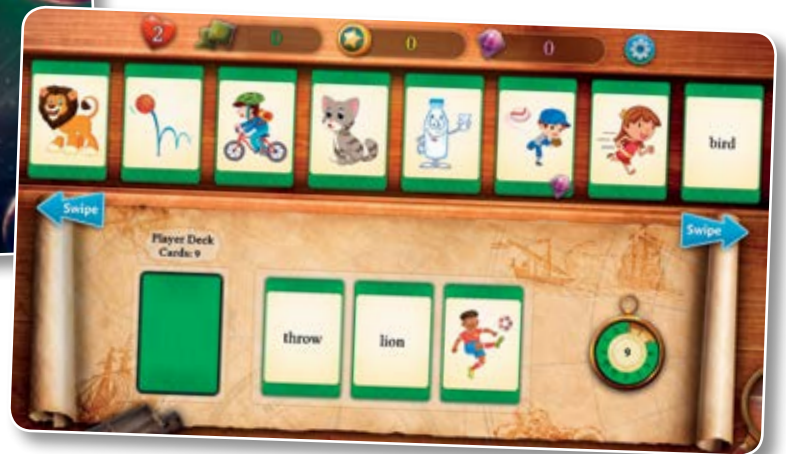 2
0
0
0
bird
Swipe
Swipe
Player Deck
Cards: 9
throw
lion
9